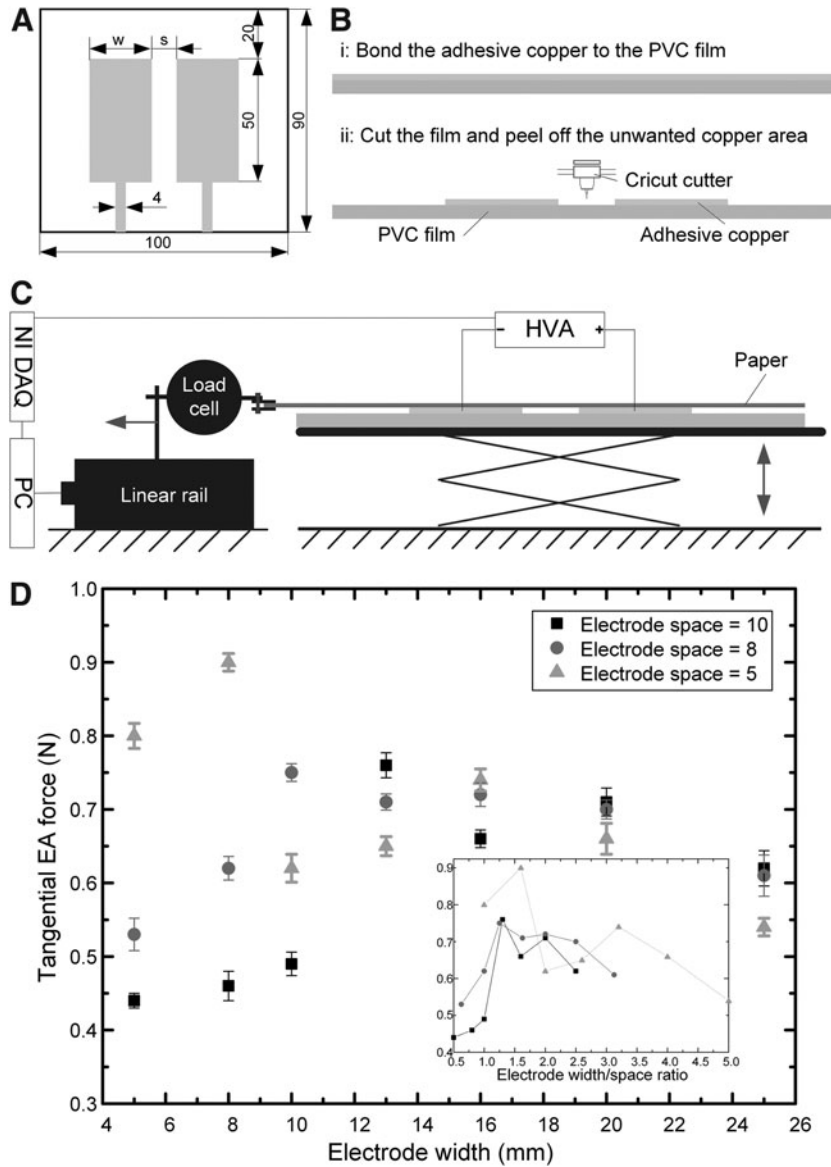 A
w
s
20
50
90
4
100
B
i: Bond the adhesive copper to the PVC film
ii: Cut the film and peel off the unwanted copper area
Cricut cutter
PVC film
Adhesive copper
C
NI DAQ
PC
Load
cell
Linear rail
HVA
- +
Paper
D
Tangential EA force (N)
1.0
0.9
0.8
0.7
0.6
0.5
0.4
0.3
Electrode space = 10
Electrode space = 8
Electrode space = 5
0.9
0.8
0.7
0.6
0.5
0.4
0.5 1.0 1.5 2.0 2.5 3.0 3.5 4.0 4.5 5.0
Electrode width/space ratio
4 6 8 10 12 14 16 18 20 22 24 26
Electrode width (mm)